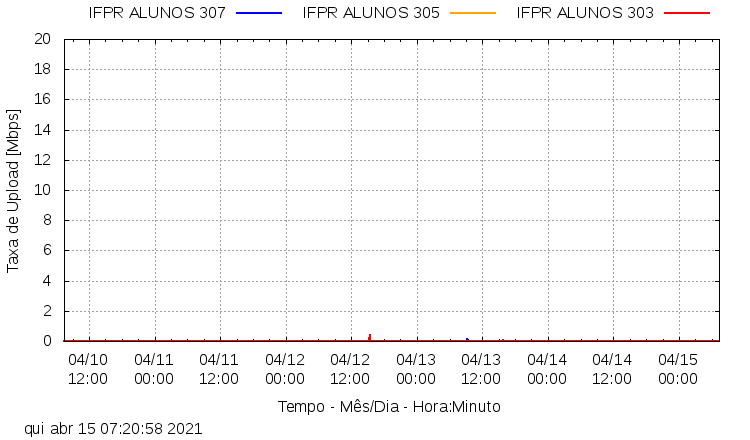 IFPR ALUNOS 307 IFPR ALUNOS 305 IFPR ALUNOS 303
Taxa de Upload [Mbps]
20
18
16
14
12
10
8
6
4
2
0
04/10 04/11 04/11 04/12 04/12 04/13 04/13 04/14 04/14 04/15
12:00 00:00 12:00 00:00 12:00 00:00 12:00 00:00 12:00 00:00
Tempo - Mês/Dia - Hora:Minuto
qui abr 15 07:20:58 2021